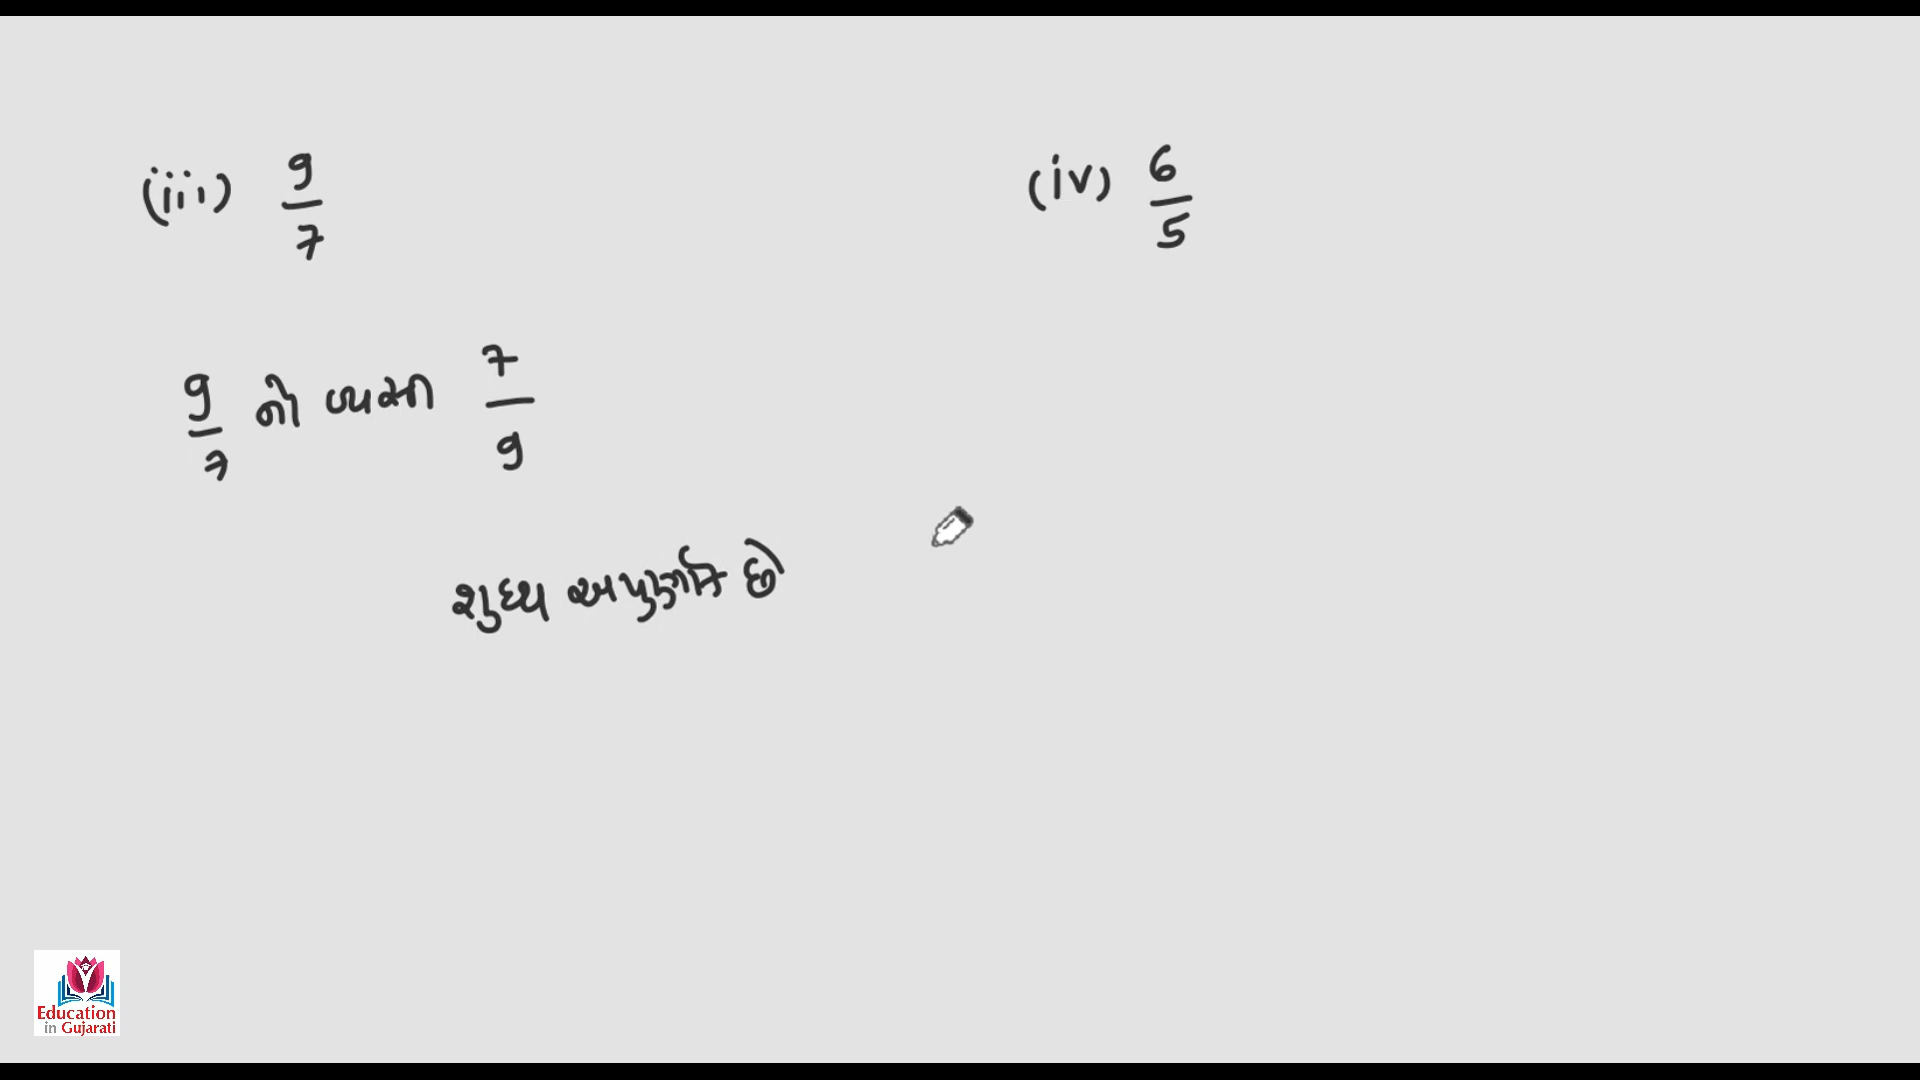 (iii) 9/7
(iv) 6/5
9/7 નો વ્યસ્ત 7/9
શુધ્ધ અપુર્ણાંક છે
Education
in Gujarati